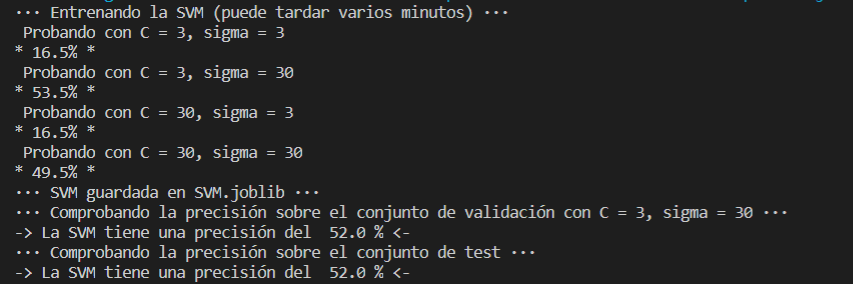 ··· Entrenando la SVM (puede tardar varios minutos) ···
Probando con C = 3, sigma = 3
* 16.5% *
Probando con C = 3, sigma = 30
* 53.5% *
Probando con C = 30, sigma = 3
* 16.5% *
Probando con C = 30, sigma = 30
* 49.5% *
··· SVM guardada en SVM.joblib ···
··· Comprobando la precisión sobre el conjunto de validación con C = 3, sigma = 30 ···
-> La SVM tiene una precisión del  52.0 % <-
··· Comprobando la precisión sobre el conjunto de test ···
-> La SVM tiene una precisión del  52.0 % <-